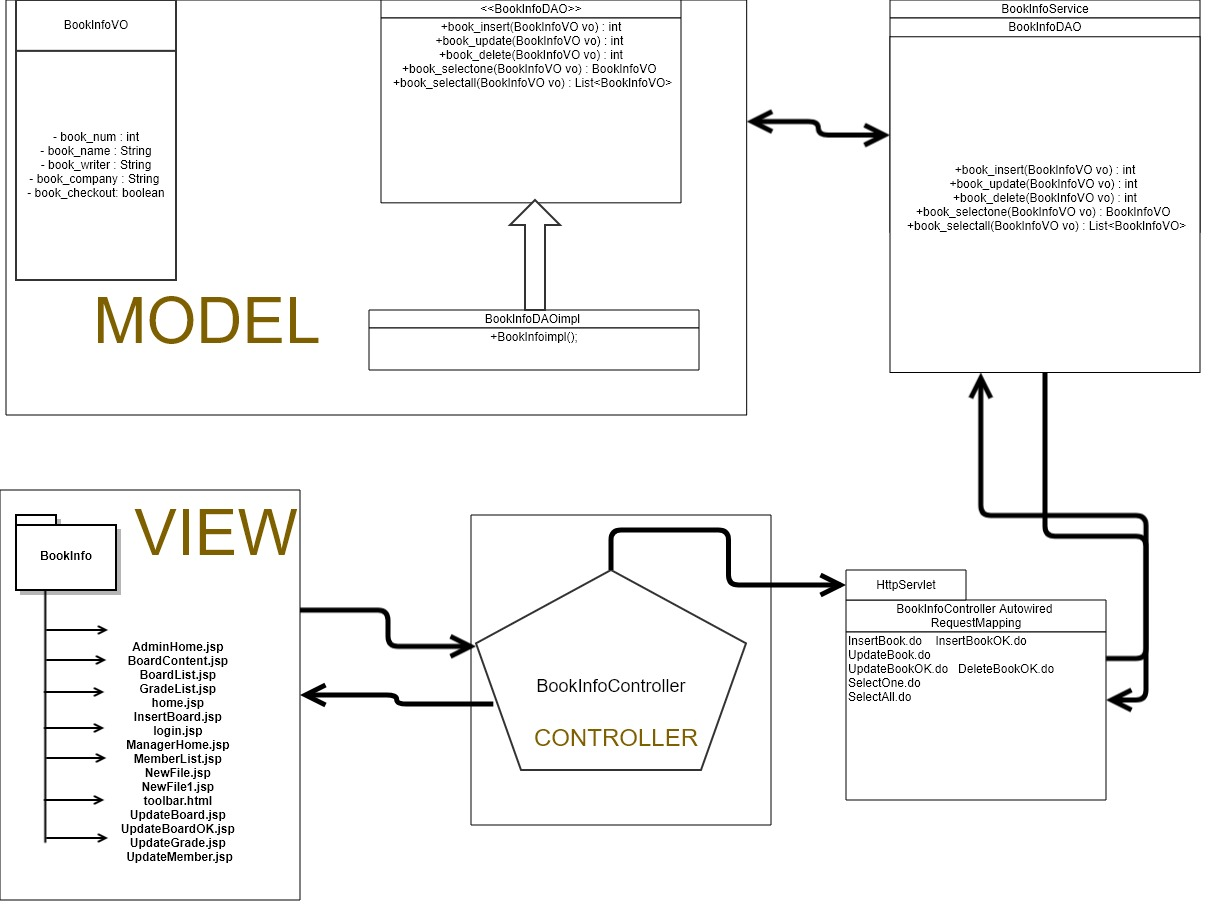 BookInfoVO
- book_num : int
- book_name : String
- book_writer : String
- book_company : String
- book_checkout: boolean
<<BookInfoDAO>>
+book_insert(BookInfoVO vo) : int
+book_update(BookInfoVO vo) : int
+book_delete(BookInfoVO vo) : int
+book_selectone(BookInfoVO vo) : BookInfoVO
+book_selectall(BookInfoVO vo) : List<BookInfoVO>
MODEL
BookInfoDAOimpl
+BookInfoimpl();
BookInfoService
BookInfoDAO
+book_insert(BookInfoVO vo) : int
+book_update(BookInfoVO vo) : int
+book_delete(BookInfoVO vo) : int
+book_selectone(BookInfoVO vo) : BookInfoVO
+book_selectall(BookInfoVO vo) : List<BookInfoVO>
VIEW
BookInfo
AdminHome.jsp
BoardContent.jsp
BoardList.jsp
GradeList.jsp
home.jsp
InsertBoard.jsp
login.jsp
ManagerHome.jsp
MemberList.jsp
NewFile.jsp
NewFile1.jsp
toolbar.html
UpdateBoard.jsp
UpdateBoardOK.jsp
UpdateGrade.jsp
UpdateMember.jsp
BookInfoController
CONTROLLER
HttpServlet
BookInfoController Autowired
RequestMapping
InsertBook.do InsertBookOK.do
UpdateBook.do
UpdateBookOK.do DeleteBookOK.do
SelectOne.do
SelectAll.do